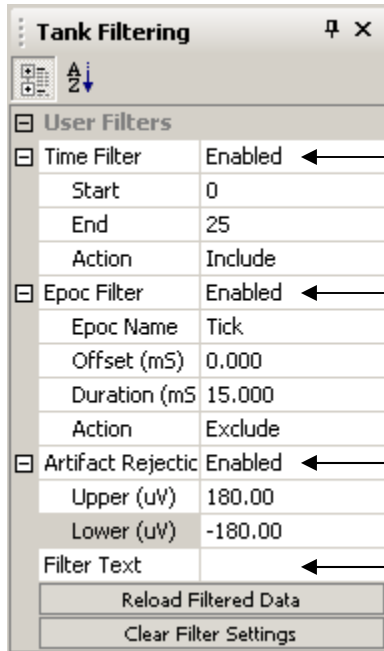 Tank Filtering
A Z
User Filters
Time Filter Enabled
Start 0
End 25
Action Include
Epoc Filter Enabled
Epoc Name Tick
Offset (mS) 0.000
Duration (mS 15.000
Action Exclude
Artifact Rejectic Enabled
Upper (uV) 180.00
Lower (uV) -180.00
Filter Text
Reload Filtered Data
Clear Filter Settings